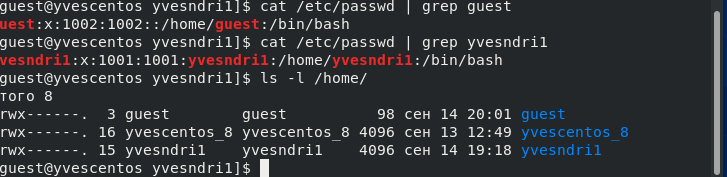 guest@yvescentos yvesndri1]$ cat /etc/passwd | grep guest
uest:x:1002:1002::/home/guest:/bin/bash
guest@yvescentos yvesndri1]$ cat /etc/passwd | grep yvesndri1
vesndri1:x:1001:1001:yvesndri1:/home/yvesndri1:/bin/bash
guest@yvescentos yvesndri1]$ ls -l /home/
того 8
rwx------.  3 guest       guest         98 сен 14 20:01 guest
rwx------. 16 yvescentos_8 yvescentos_8 4096 сен 13 12:49 yvescentos_8
rwx------. 15 yvesndri1   yvesndri1   4096 сен 14 19:18 yvesndri1
guest@yvescentos yvesndri1]$